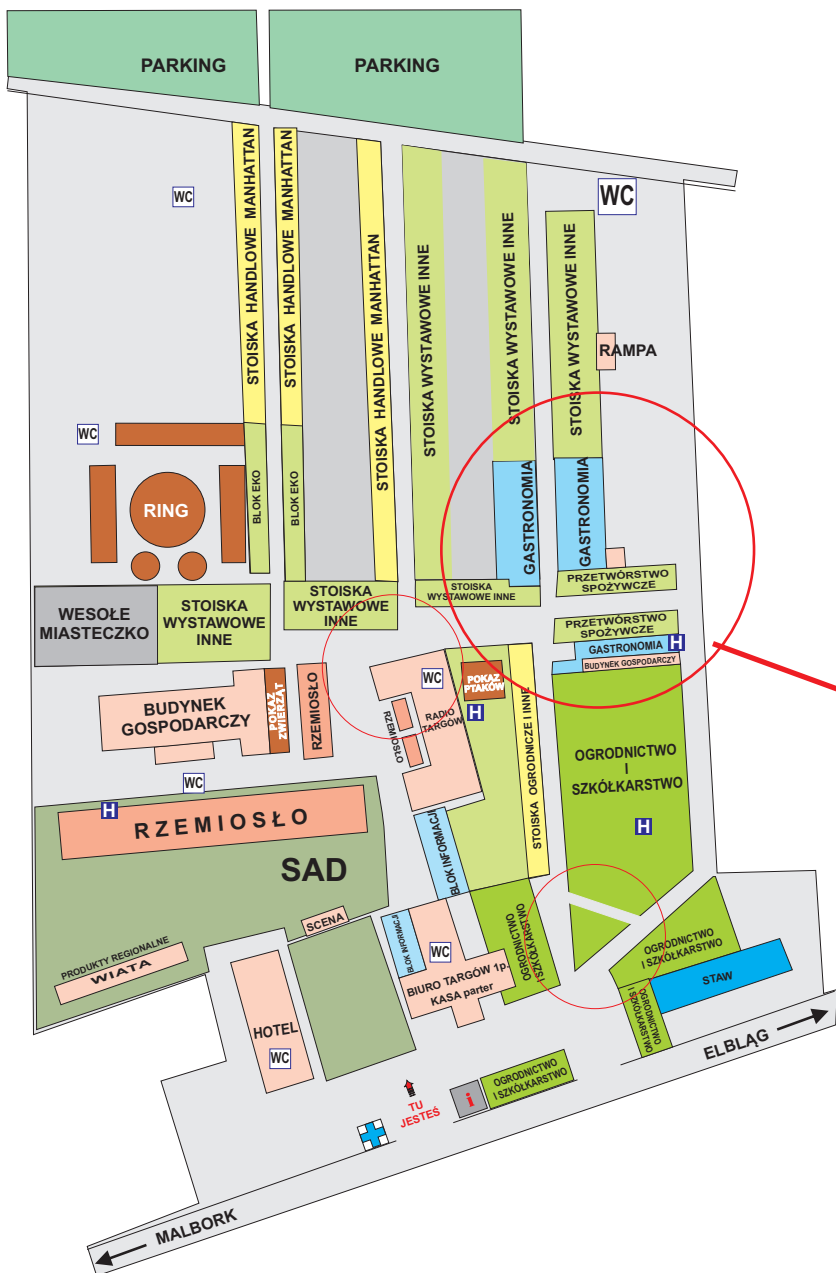 PARKING
PARKING
WC
WC
STOISKA HANDLOWE MANHATTAN
STOISKA HANDLOWE MANHATTAN
STOISKA HANDLOWE MANHATTAN
STOISKA WYSTAWOWE INNE
STOISKA WYSTAWOWE INNE
STOISKA WYSTAWOWE INNE
RAMPA
WC
BLOK EKO
BLOK EKO
RING
GASTRONOMIA
GASTRONOMIA
PRZETWÓRSTWO
SPOŻYWCZE
WESOŁE
MIASTECZKO
STOISKA
WYSTAWOWE
INNE
STOISKA
WYSTAWOWE
INNE
STOISKA
WYSTAWOWE INNE
PRZETWÓRSTWO
SPOŻYWCZE
GASTRONOMIA
H
BUDYNEK GOSPODARCZY
BUDYNEK
GOSPODARCZY
POKAZ
ZWIERZĄT
RZEMIOSŁO
WC
RZEMIOSŁO
RADIO
TARGÓW
POKAZ
PTAKÓW
H
STOISKA OGRODNICZE I INNE
OGRODNICTWO
I
SZKÓŁKARSTWO
H
WC
H
RZEMIOSŁO
SAD
BLOK INFORMACJI
SCENA
PRODUKTY REGIONALNE
WIATA
BLOK INFORMACJI
WC
BIURO TARGÓW 1p.
KASA parter
OGRODNICTWO
I SZKÓŁKARSTWO
OGRODNICTWO
I SZKÓŁKARSTWO
STAW
OGRODNICTWO
I SZKÓŁKARSTWO
HOTEL
WC
ELBLĄG
OGRODNICTWO
I SZKÓŁKARSTWO
i
TU
JESTEŚ
MALBORK